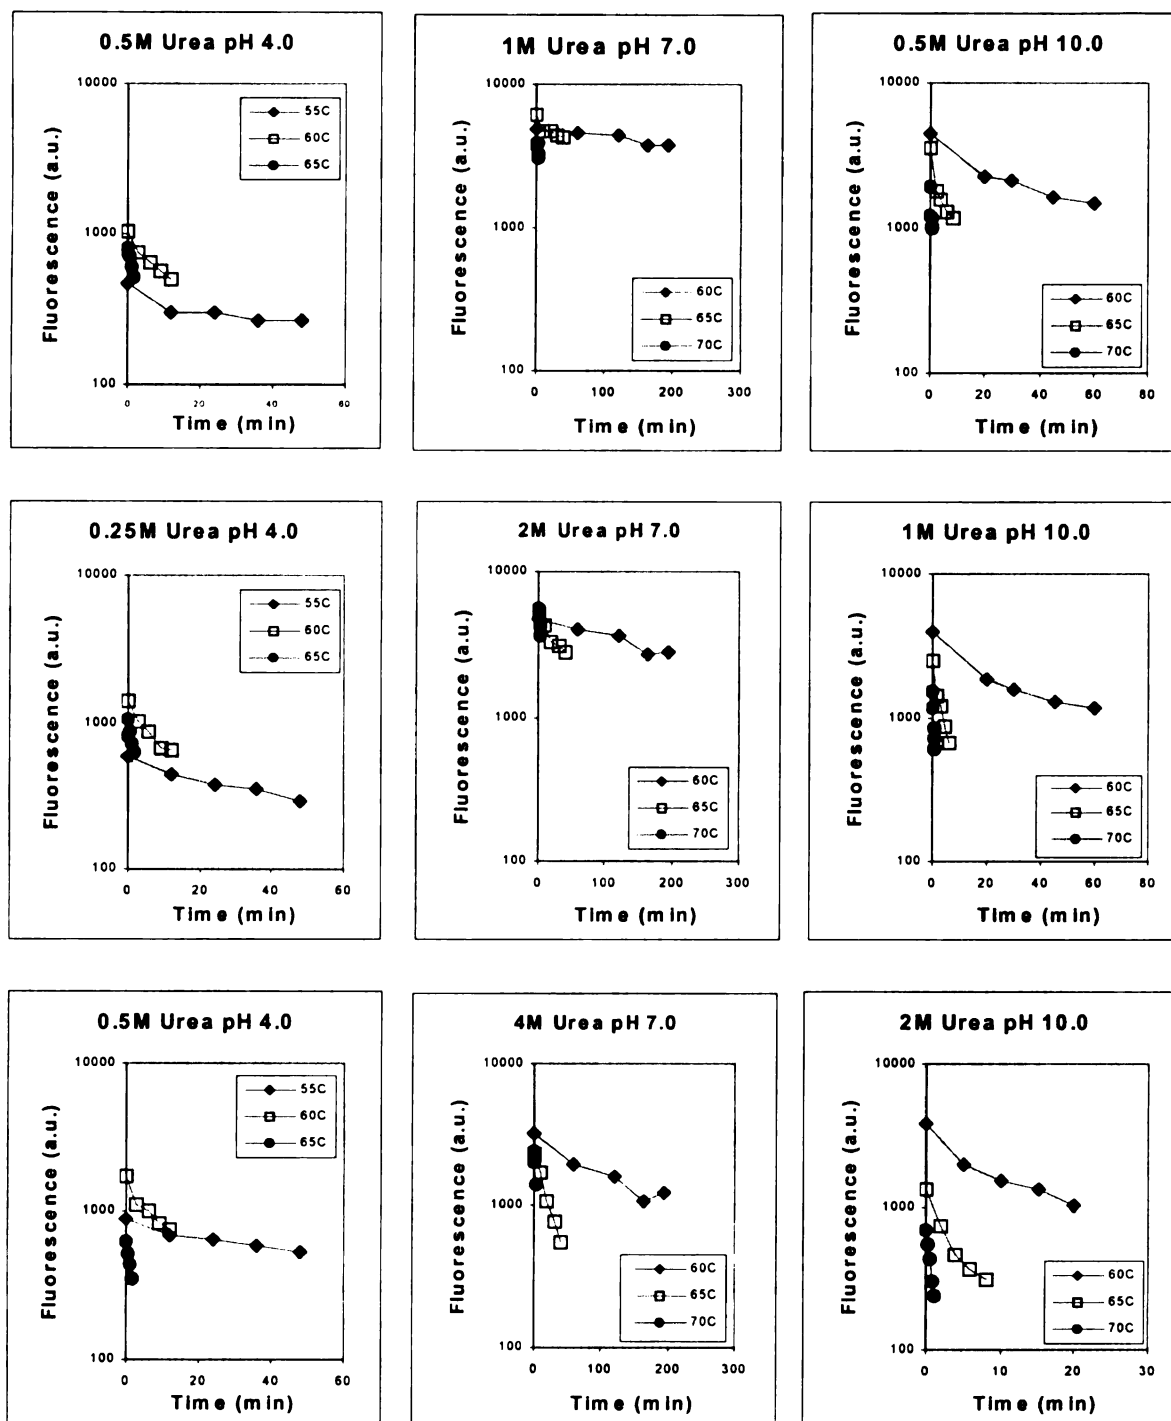 0.5M Urea pH 4.0
Fluorescence (a.u.)
10000
1000
100
55C
60C
65C
0
20
40
60
Time (min)
1M Urea pH 7.0
Fluorescence (a.u.)
10000
1000
100
60C
65C
70C
0
100
200
300
Time (min)
0.5M Urea pH 10.0
Fluorescence (a.u.)
10000
1000
100
60C
65C
70C
0
20
40
60
80
Time (min)
0.25M Urea pH 4.0
Fluorescence (a.u.)
10000
1000
100
55C
60C
65C
0
20
40
60
Time (min)
2M Urea pH 7.0
Fluorescence (a.u.)
10000
1000
100
60C
65C
70C
0
100
200
300
Time (min)
1M Urea pH 10.0
Fluorescence (a.u.)
10000
1000
100
60C
65C
70C
0
20
40
60
80
Time (min)
0.5M Urea pH 4.0
Fluorescence (a.u.)
10000
1000
100
55C
60C
65C
0
20
40
60
Time (min)
4M Urea pH 7.0
Fluorescence (a.u.)
10000
1000
100
60C
65C
70C
0
100
200
300
Time (min)
2M Urea pH 10.0
Fluorescence (a.u.)
10000
1000
100
60C
65C
70C
0
10
20
30
Time (min)